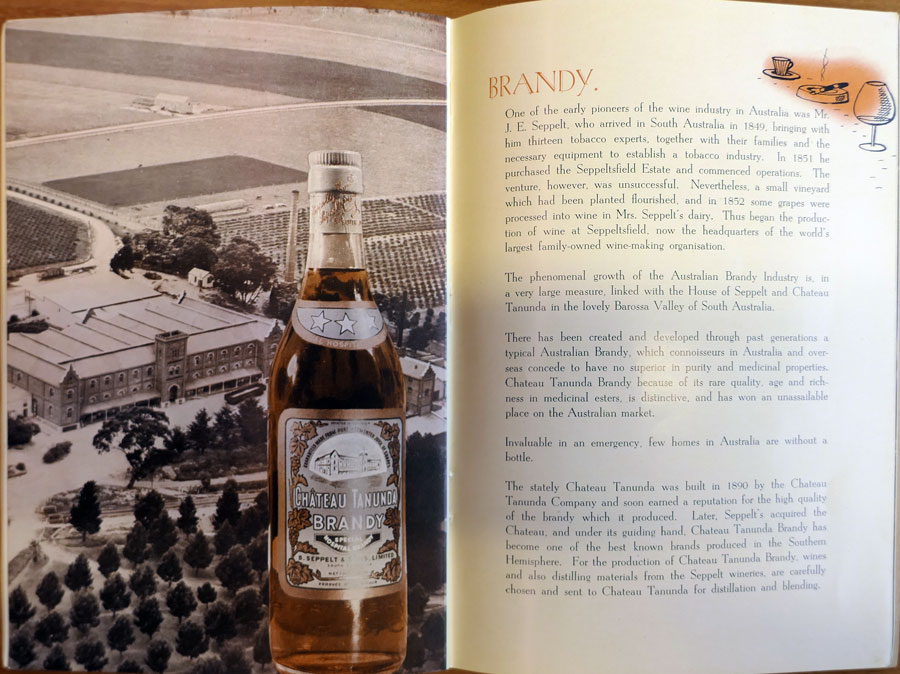 ★ ★ ★
CHÂTEAU TANUNDA
BRANDY
SPECIAL
HOSPITAL BRANDY
B. SEPPELT & SONS, LIMITED
BRANDY.
One of the early pioneers of the wine industry in Australia was Mr.
J. E. Seppelt, who arrived in South Australia in 1849, bringing with
him thirteen tobacco experts, together with their families and the
necessary equipment to establish a tobacco industry. In 1851 he
purchased the Seppeltsfield Estate and commenced operations. The
venture, however, was unsuccessful. Nevertheless, a small vineyard
which had been planted flourished, and in 1852 some grapes were
processed into wine in Mrs. Seppelt's dairy. Thus began the produc-
tion of wine at Seppeltsfield, now the headquarters of the world's
largest family-owned wine-making organisation.
The phenomenal growth of the Australian Brandy Industry is, in
a very large measure, linked with the House of Seppelt and Chateau
Tanunda in the lovely Barossa Valley of South Australia.
There has been created and developed through past generations a
typical Australian Brandy, which connoisseurs in Australia and over-
seas concede to have no superior in purity and medicinal properties.
Chateau Tanunda Brandy because of its rare quality, age and rich-
ness in medicinal esters, is distinctive, and has won an unassailable
place on the Australian market.
Invaluable in an emergency, few homes in Australia are without a
bottle.
The stately Chateau Tanunda was built in 1890 by the Chateau
Tanunda Company and soon earned a reputation for the high quality
of the brandy which it produced. Later, Seppelt's acquired the
Chateau, and under its guiding hand, Chateau Tanunda Brandy has
become one of the best known brands produced in the Southern
Hemisphere. For the production of Chateau Tanunda Brandy, wines
and also distilling materials from the Seppelt wineries, are carefully
chosen and sent to Chateau Tanunda for distillation and blending.